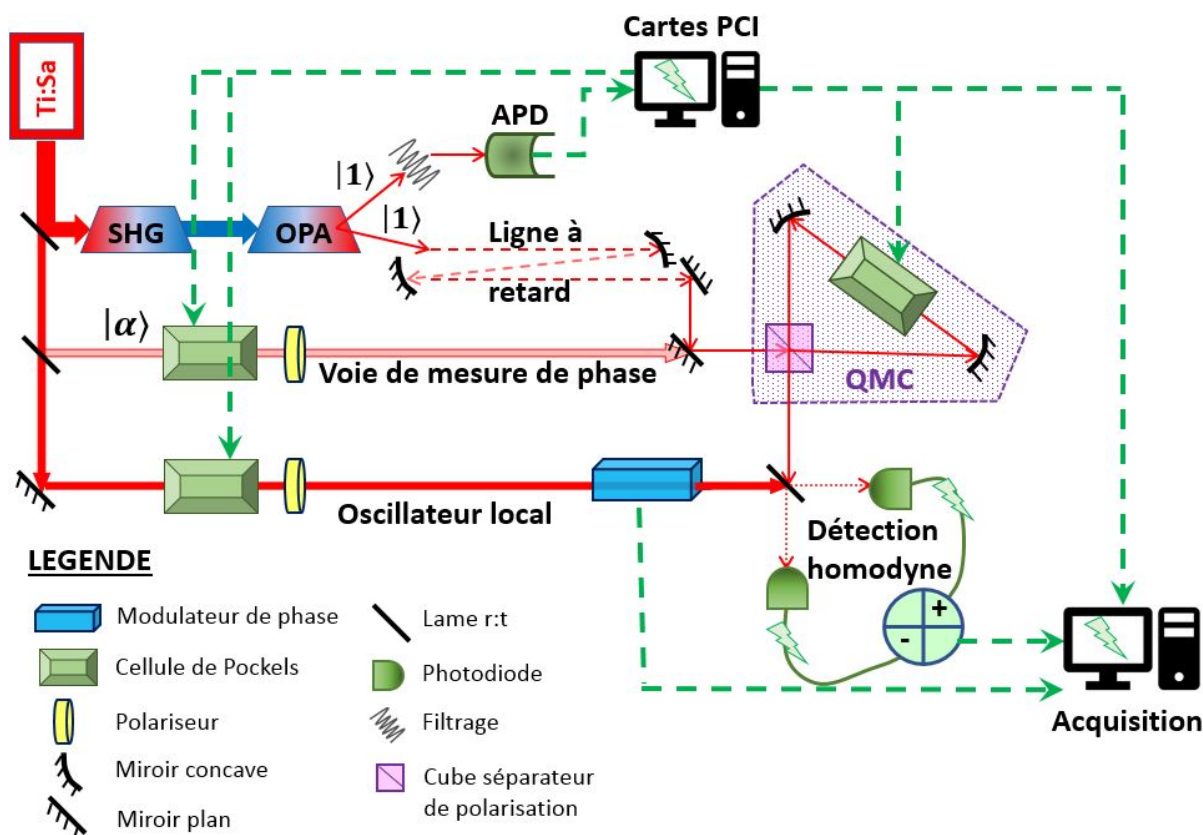 Cartes PCI
Ti:Sa
APD
|1⟩
|1⟩
SHG
OPA
Ligne à
retard
|α⟩
Voie de mesure de phase
QMC
Oscillateur local
Détection
homodyne
+
-
Acquisition
LEGENDE
Modulateur de phase
Cellule de Pockels
Polariseur
Miroir concave
Miroir plan
Lame r:t
Photodiode
Filtrage
Cube séparateur
de polarisation